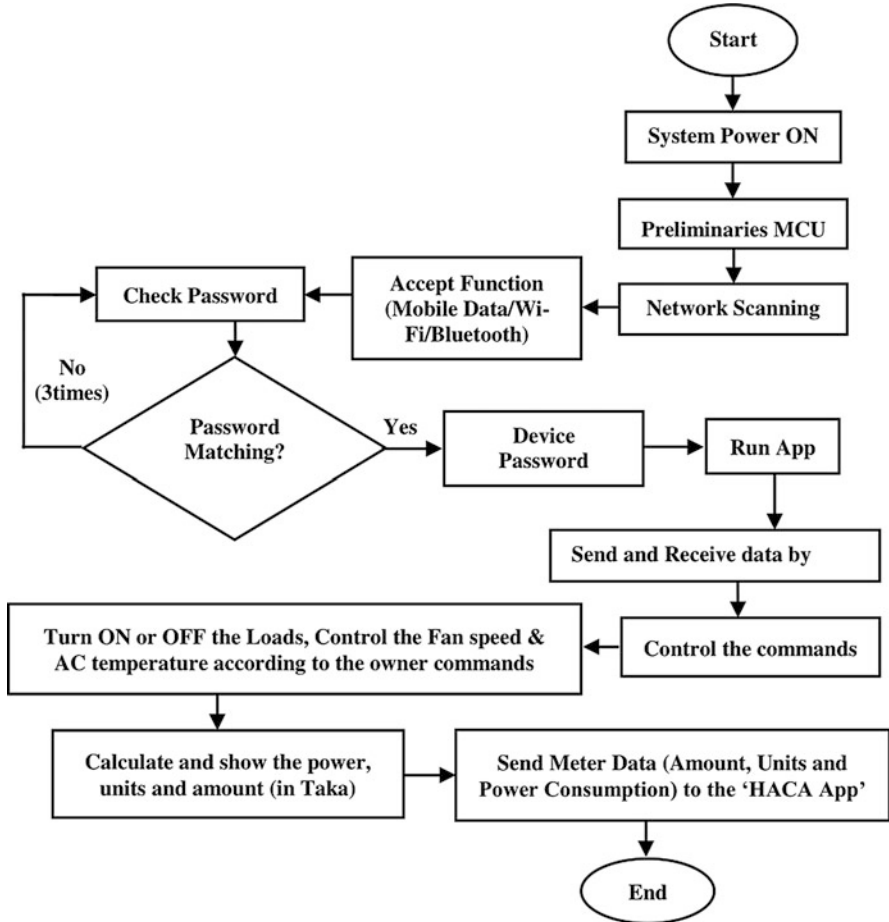 Start
System Power ON
Preliminaries MCU
Network Scanning
Accept Function
(Mobile Data/Wi-
Fi/Bluetooth)
Check Password
No
(3times)
Password
Matching?
Yes
Device
Password
Run App
Send and Receive data by
Control the commands
Turn ON or OFF the Loads, Control the Fan speed &
AC temperature according to the owner commands
Calculate and show the power,
units and amount (in Taka)
Send Meter Data (Amount, Units and
Power Consumption) to the ‘HACA App’
End